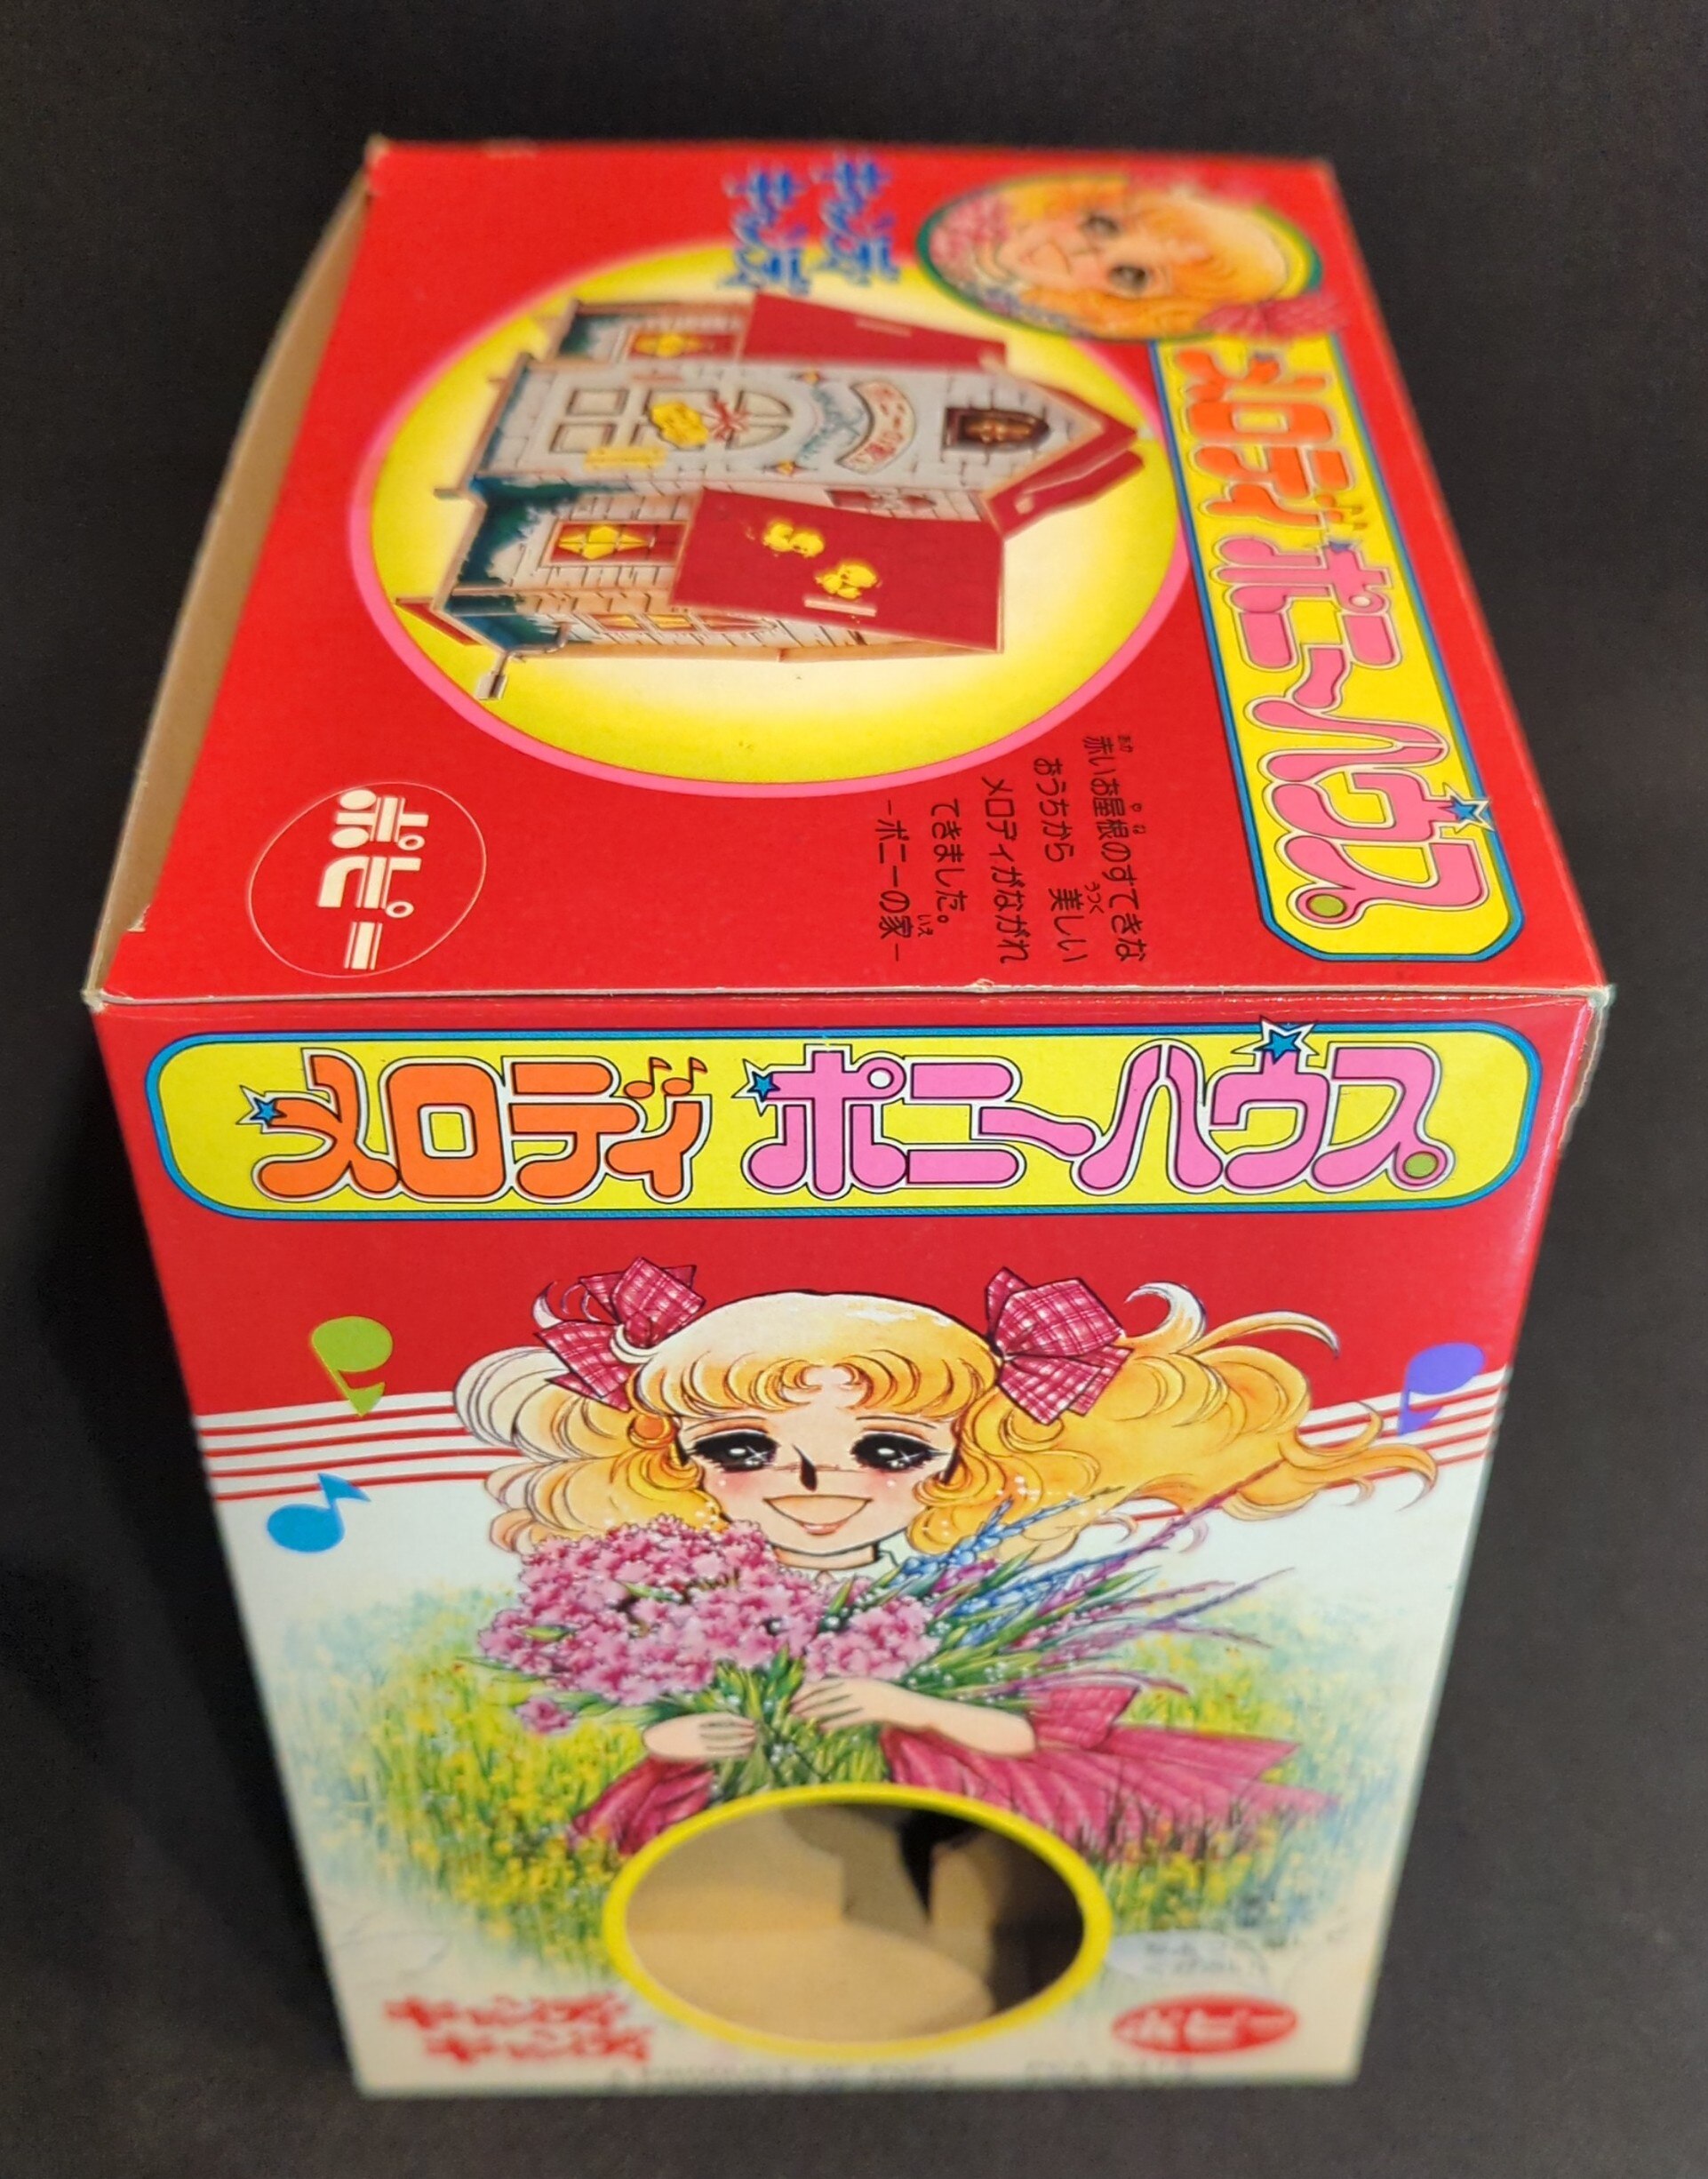 キャンディ
キャンディ
メロディ ポニーハウス
赤いお屋根のすてきな
おうちから 美しい
メロディがながれ
てきました。
－ポニーの家－
ポピー
メロディ ポニーハウス
キャンディ
キャンディ
ポピー